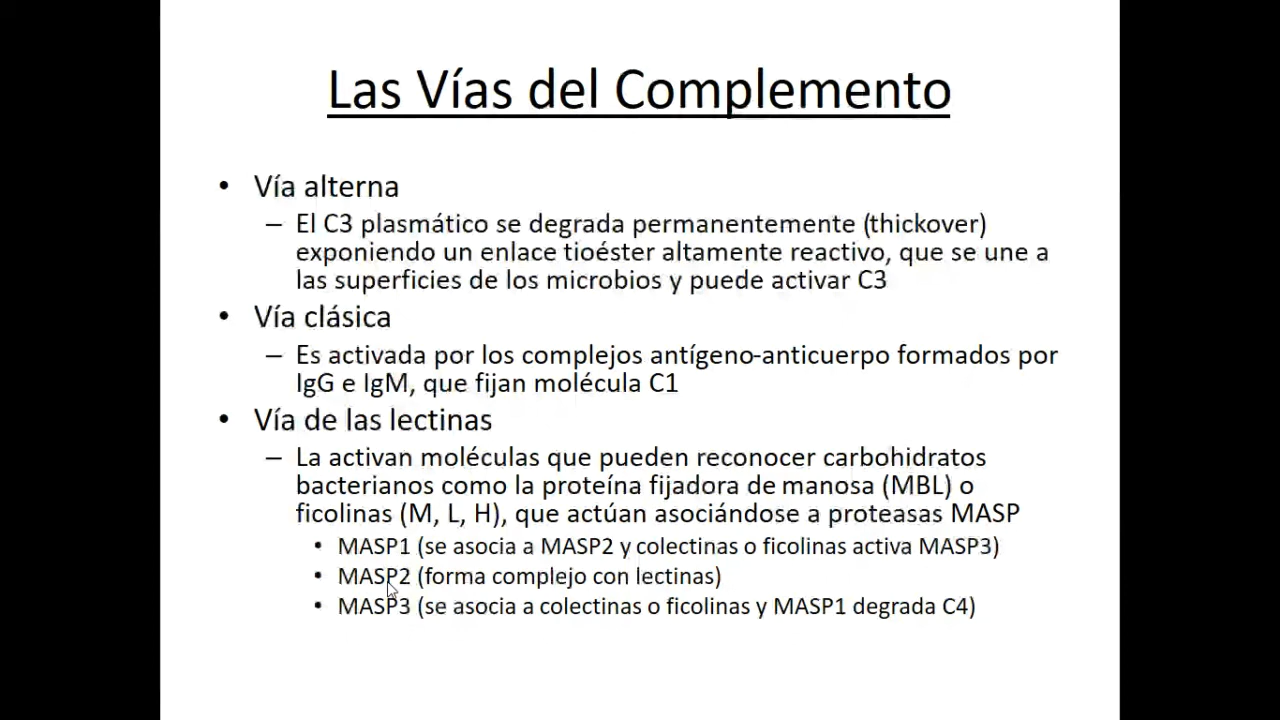 Las Vías del Complemento
• Vía alterna
– El C3 plasmático se degrada permanentemente (thickover)
exponiendo un enlace tioéster altamente reactivo, que se une a
las superficies de los microbios y puede activar C3
• Vía clásica
– Es activada por los complejos antígeno-anticuerpo formados por
IgG e IgM, que fijan molécula C1
• Vía de las lectinas
– La activan moléculas que pueden reconocer carbohidratos
bacterianos como la proteína fijadora de manosa (MBL) o
ficolinas (M, L, H), que actúan asociándose a proteasas MASP
• MASP1 (se asocia a MASP2 y colectinas o ficolinas activa MASP3)
• MASP2 (forma complejo con lectinas)
• MASP3 (se asocia a colectinas o ficolinas y MASP1 degrada C4)